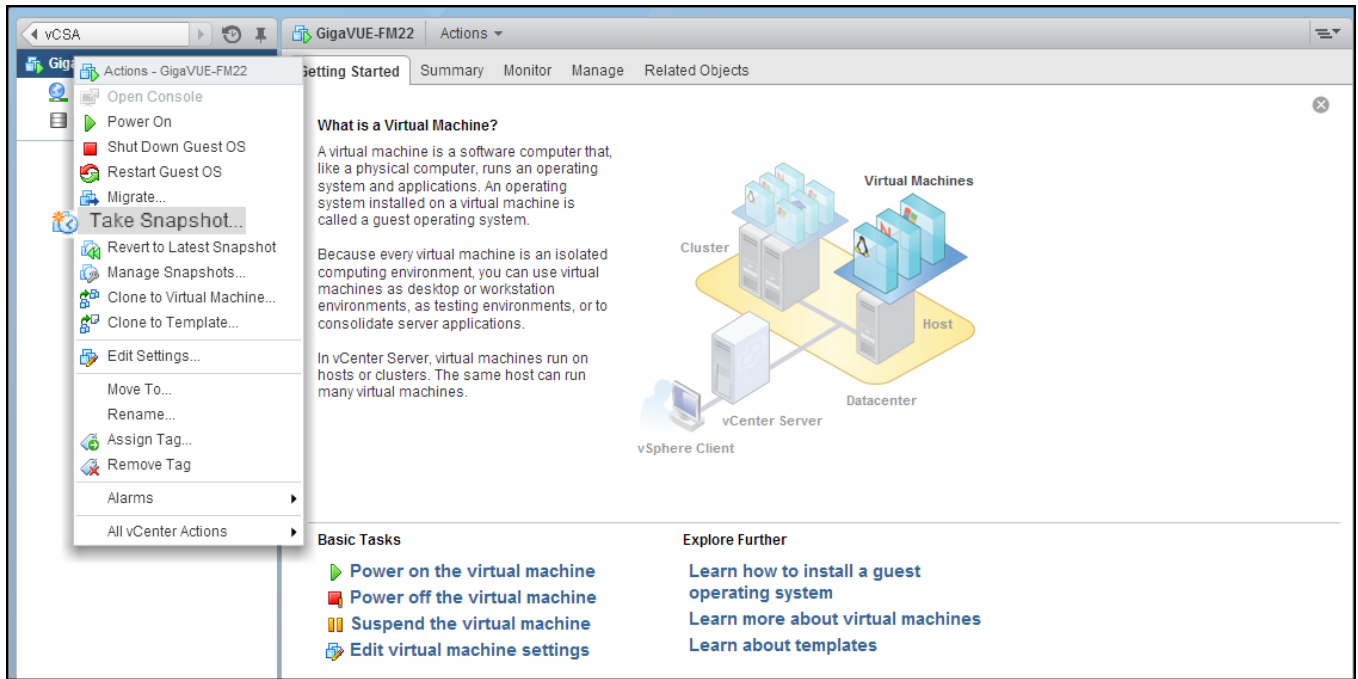 vCSA
GigaVUE-FM22 Actions
Giga
Actions - GigaVUE-FM22
Open Console
Power On
Shut Down Guest OS
Restart Guest OS
Migrate...
Take Snapshot...
Revert to Latest Snapshot
Manage Snapshots...
Clone to Virtual Machine...
Clone to Template...
Edit Settings...
Move To...
Rename...
Assign Tag...
Remove Tag
Alarms
All vCenter Actions
Getting Started Summary Monitor Manage Related Objects
What is a Virtual Machine?
A virtual machine is a software computer that,
like a physical computer, runs an operating
system and applications. An operating
system installed on a virtual machine is
called a guest operating system.
Because every virtual machine is an isolated
computing environment, you can use virtual
machines as desktop or workstation
environments, as testing environments, or to
consolidate server applications.
In vCenter Server, virtual machines run on
hosts or clusters. The same host can run
many virtual machines.
Virtual Machines
Cluster
Host
Datacenter
vCenter Server
vSphere Client
Basic Tasks
Power on the virtual machine
Power off the virtual machine
Suspend the virtual machine
Edit virtual machine settings
Explore Further
Learn how to install a guest
operating system
Learn more about virtual machines
Learn about templates